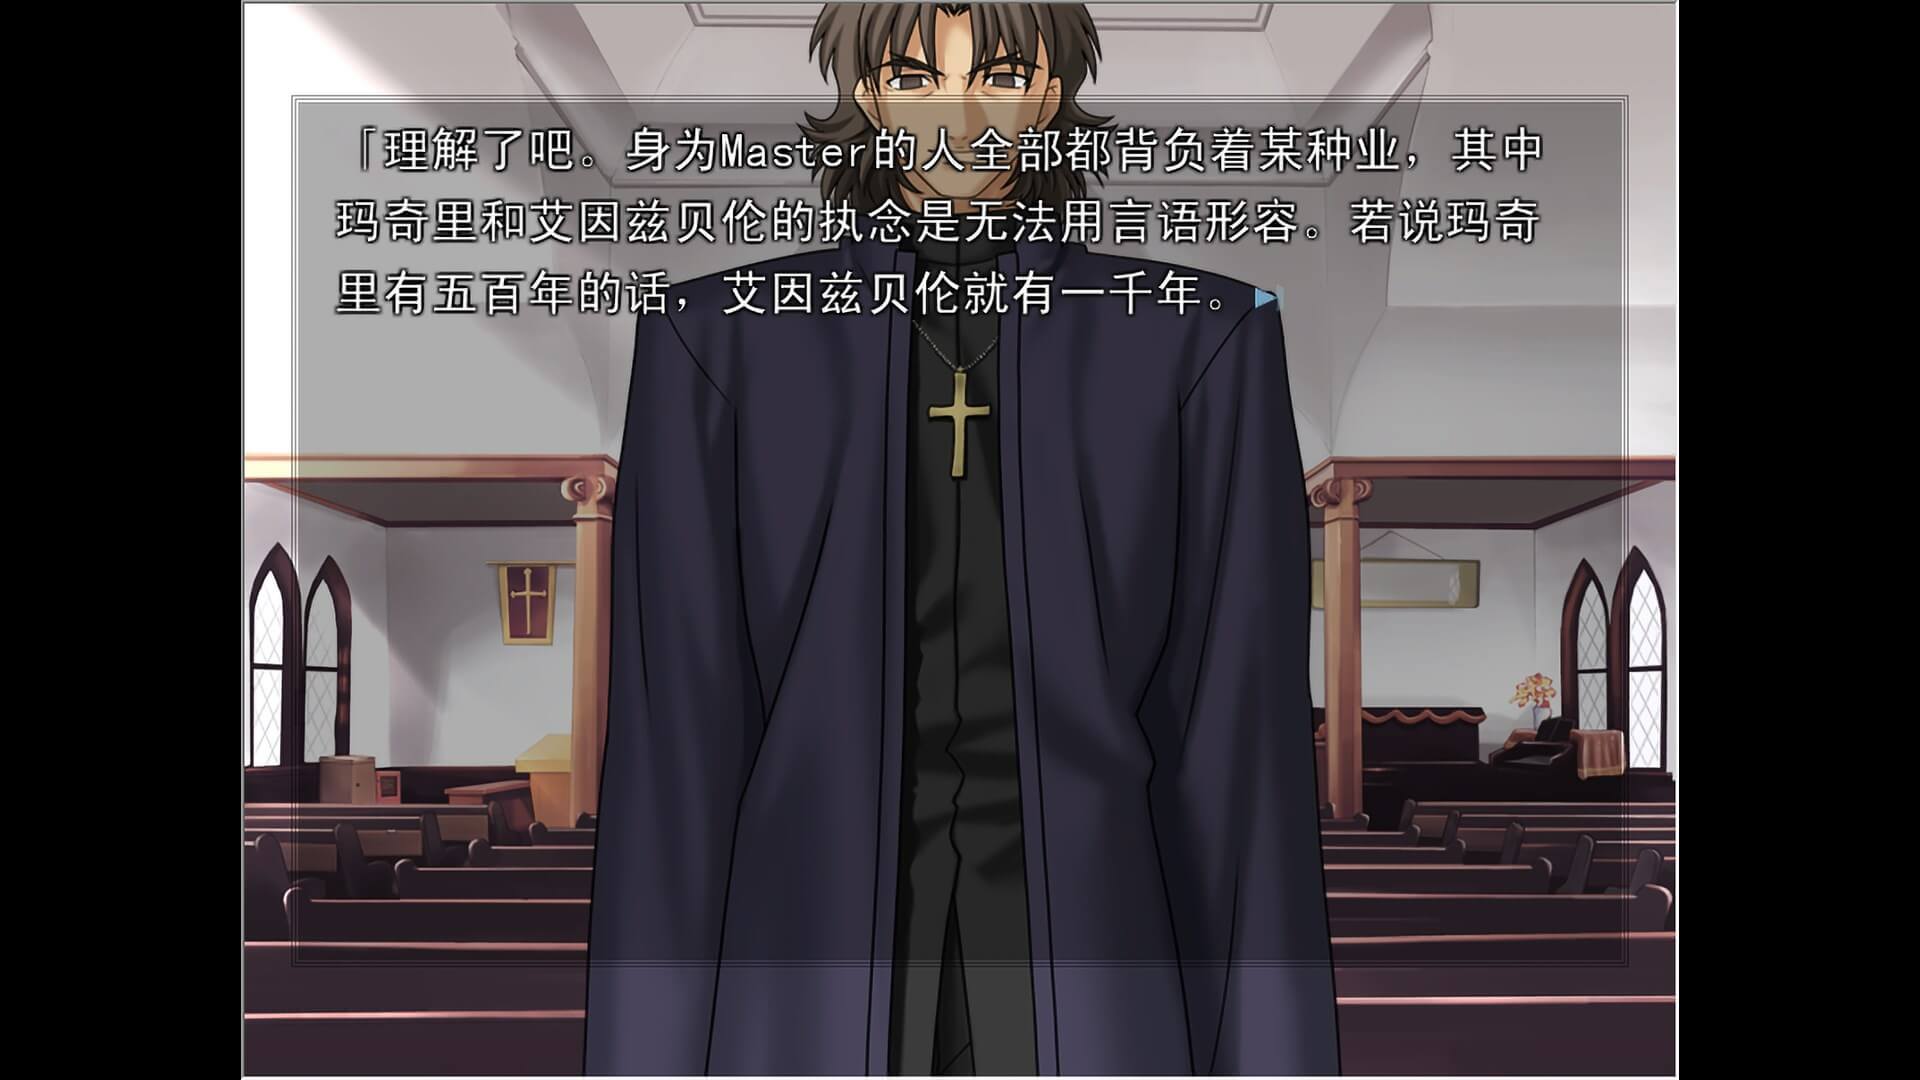 「理解了吧。身为Master的人全部都背负着某种业，其中
玛奇里和艾因兹贝伦的执念是无法用言语形容。若说玛奇
里有五百年的话，艾因兹贝伦就有一千年。